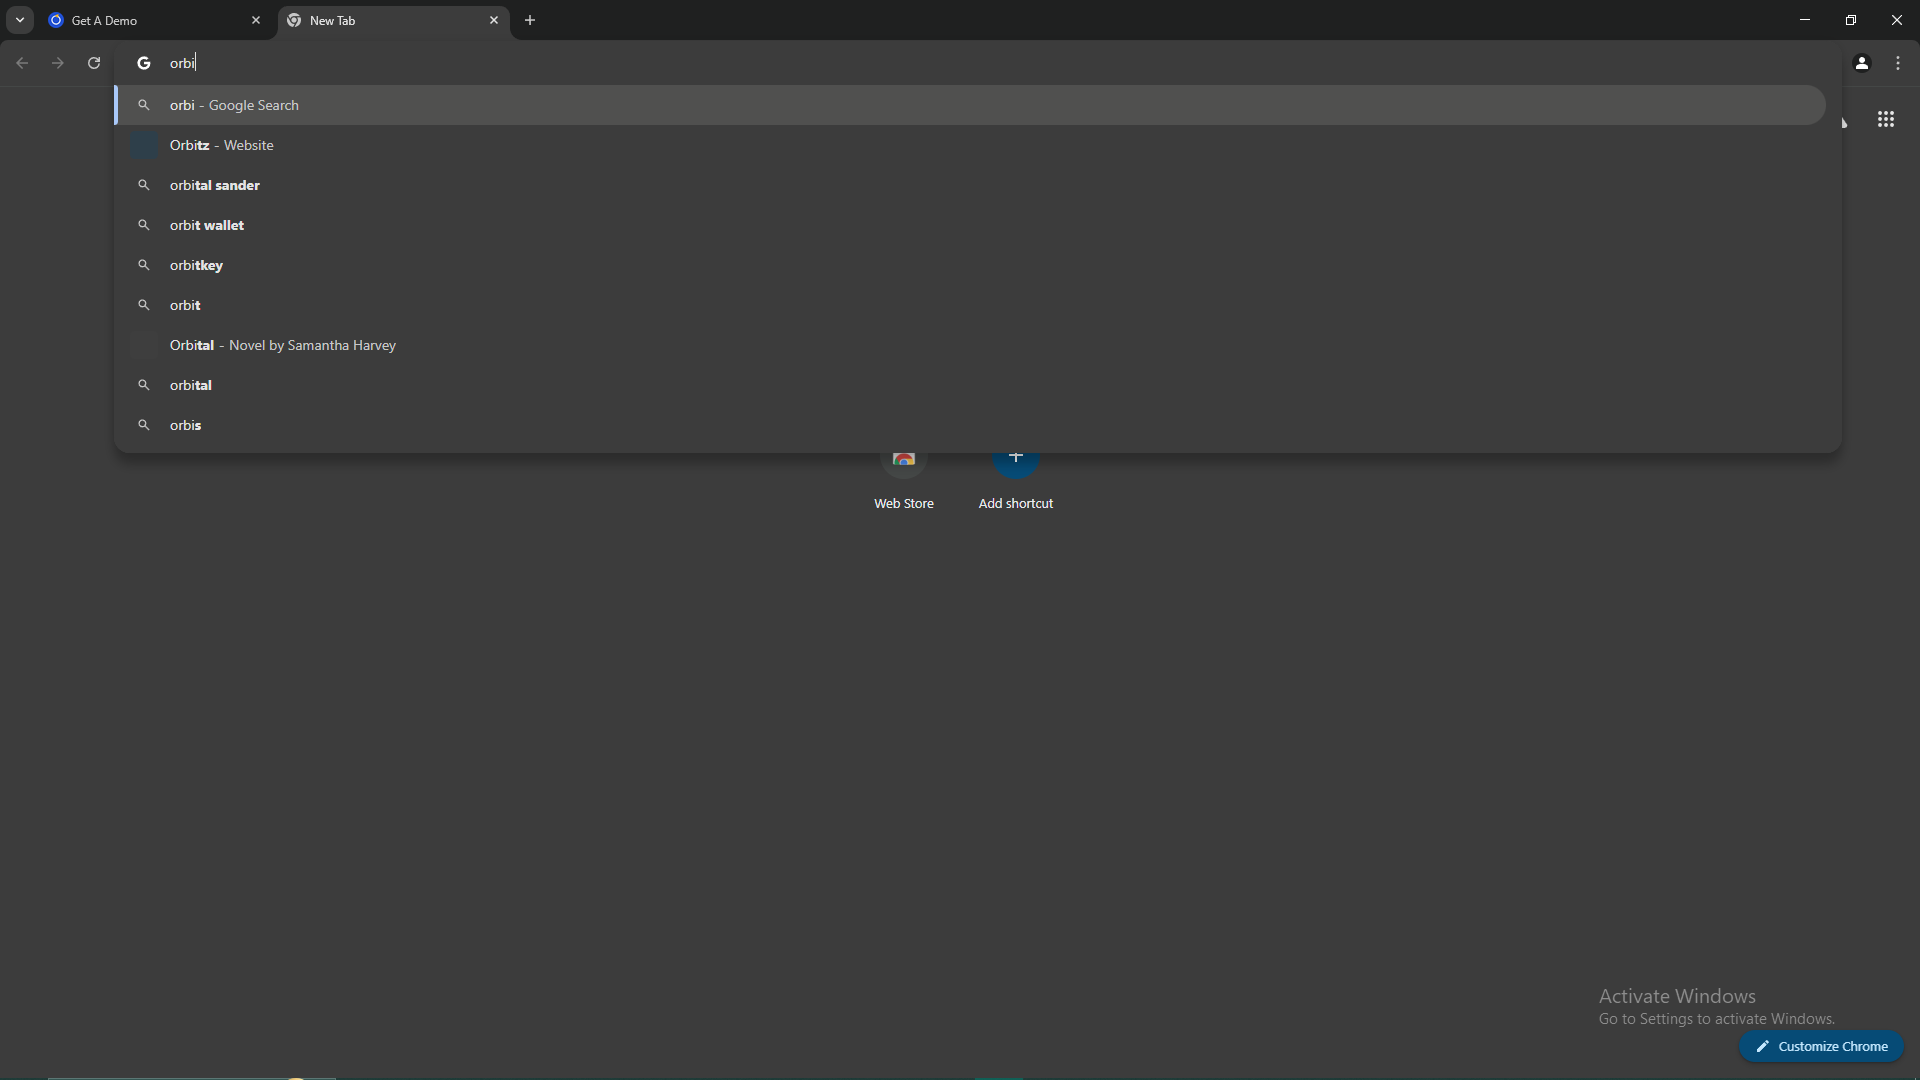 Get A Demo
New Tab
orbi
orbi - Google Search
Orbitz - Website
orbital sander
orbit wallet
orbitkey
orbit
Orbital - Novel by Samantha Harvey
orbital
orbis
Web Store
Add shortcut
Activate Windows
Go to Settings to activate Windows.
Customize Chrome